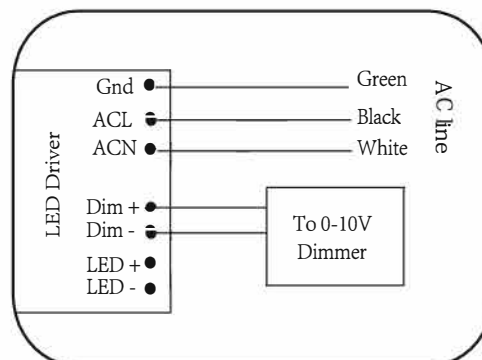 LED Driver
Gnd
ACL
ACN
Dim +
Dim -
LED +
LED -
Green
Black
White
AC line
To 0-10V
Dimmer